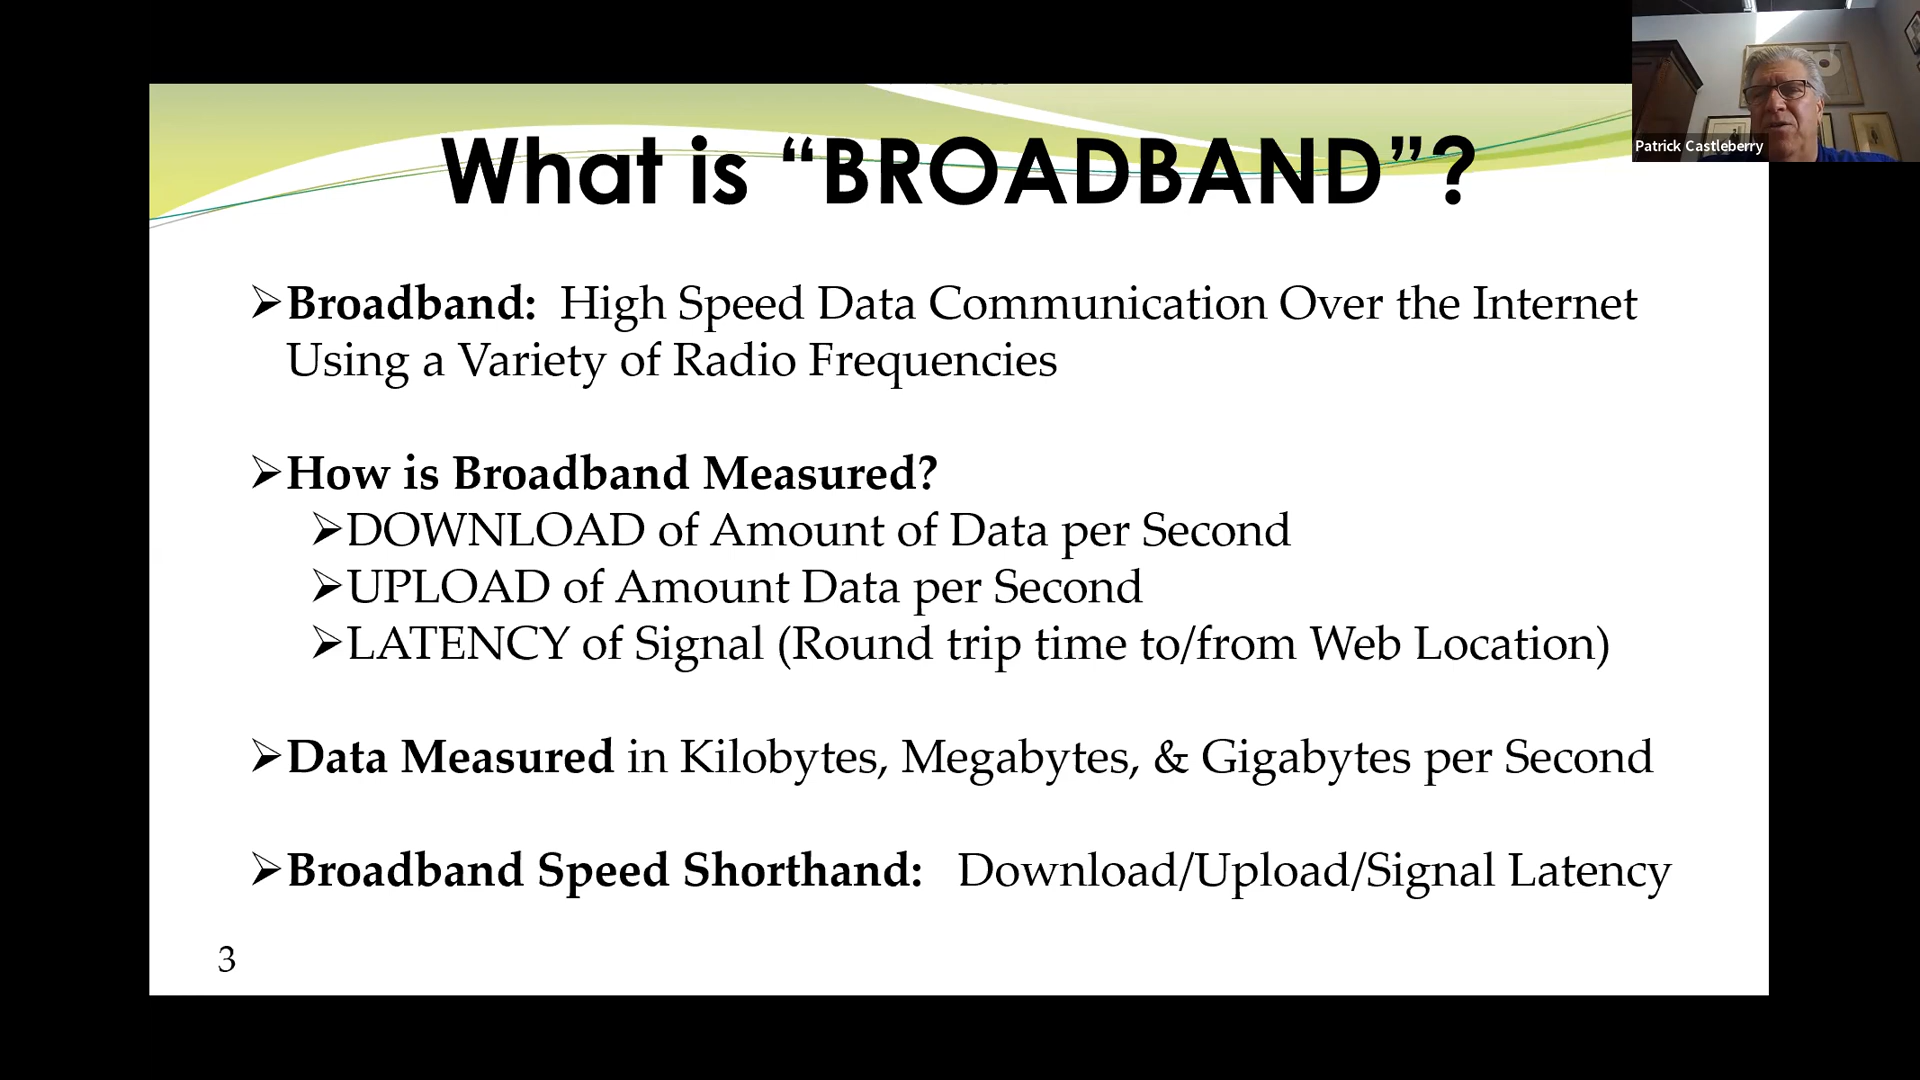 What is “BROADBAND”?
Patrick Castleberry
➢Broadband: High Speed Data Communication Over the Internet
Using a Variety of Radio Frequencies
➢How is Broadband Measured?
➢DOWNLOAD of Amount of Data per Second
➢UPLOAD of Amount Data per Second
➢LATENCY of Signal (Round trip time to/from Web Location)
➢Data Measured in Kilobytes, Megabytes, & Gigabytes per Second
➢Broadband Speed Shorthand: Download/Upload/Signal Latency
3